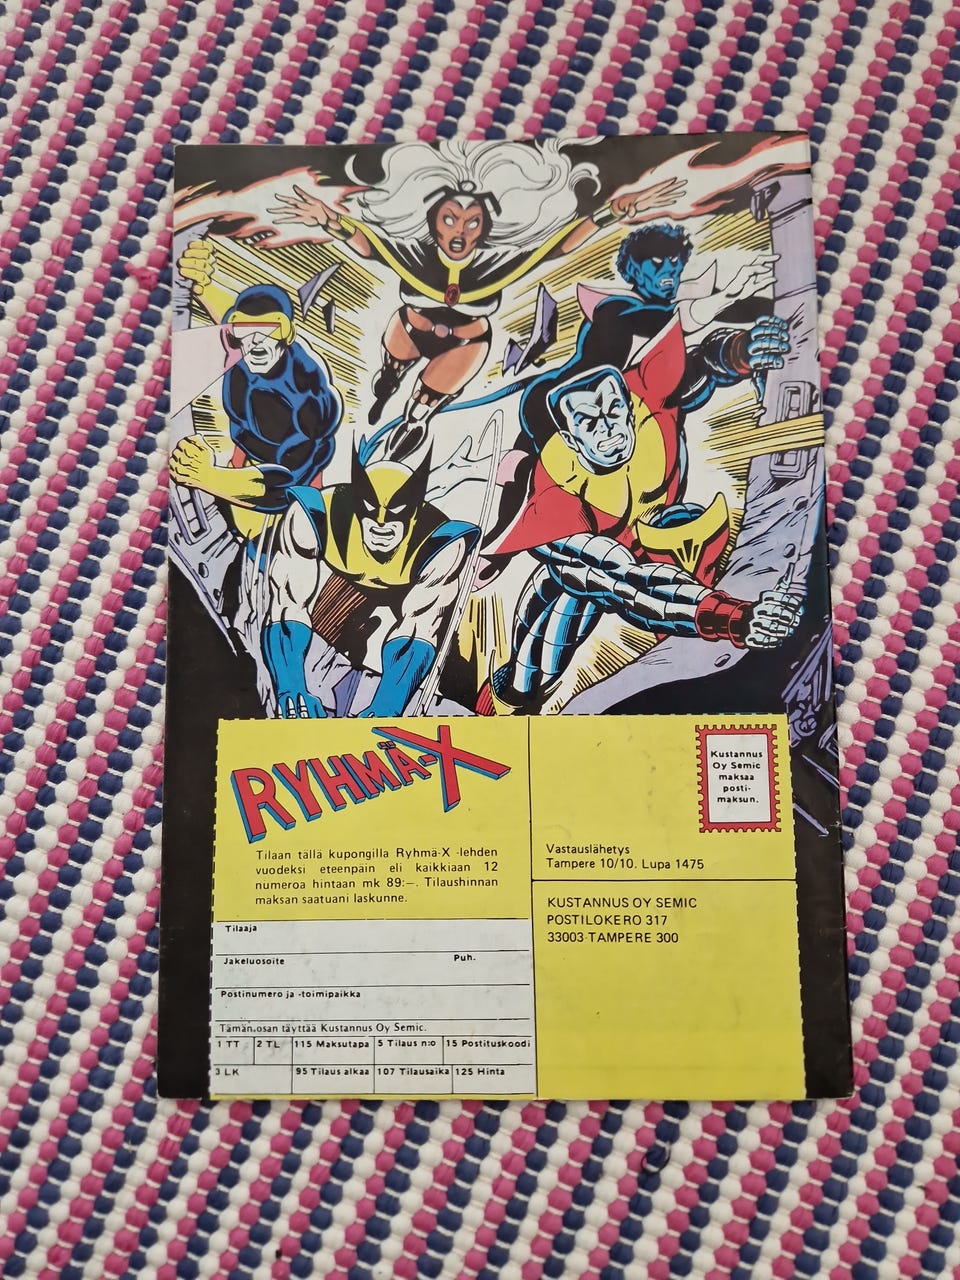 RYHMÄ-X
Tilaan tällä kupongilla Ryhmä-X -lehden
vuodeksi eteenpäin eli kaikkiaan 12
numeroa hintaan mk 89:—. Tilaushinnan
maksan saatuani laskunne.
Tilaaja
Jakeluosoite Puh.
Postinumero ja -toimipaikka
Tämän osan täyttää Kustannus Oy Semic.
1 TT 2 TL 115 Maksutapa 5 Tilaus n:o 15 Postituskoodi
3 LK 95 Tilaus alkaa 107 Tilausaika 125 Hinta
Kustannus
Oy Semic
maksaa
posti-
maksun.
Vastauslähetys
Tampere 10/10. Lupa 1475
KUSTANNUS OY SEMIC
POSTILOKERO 317
33003 TAMPERE 300